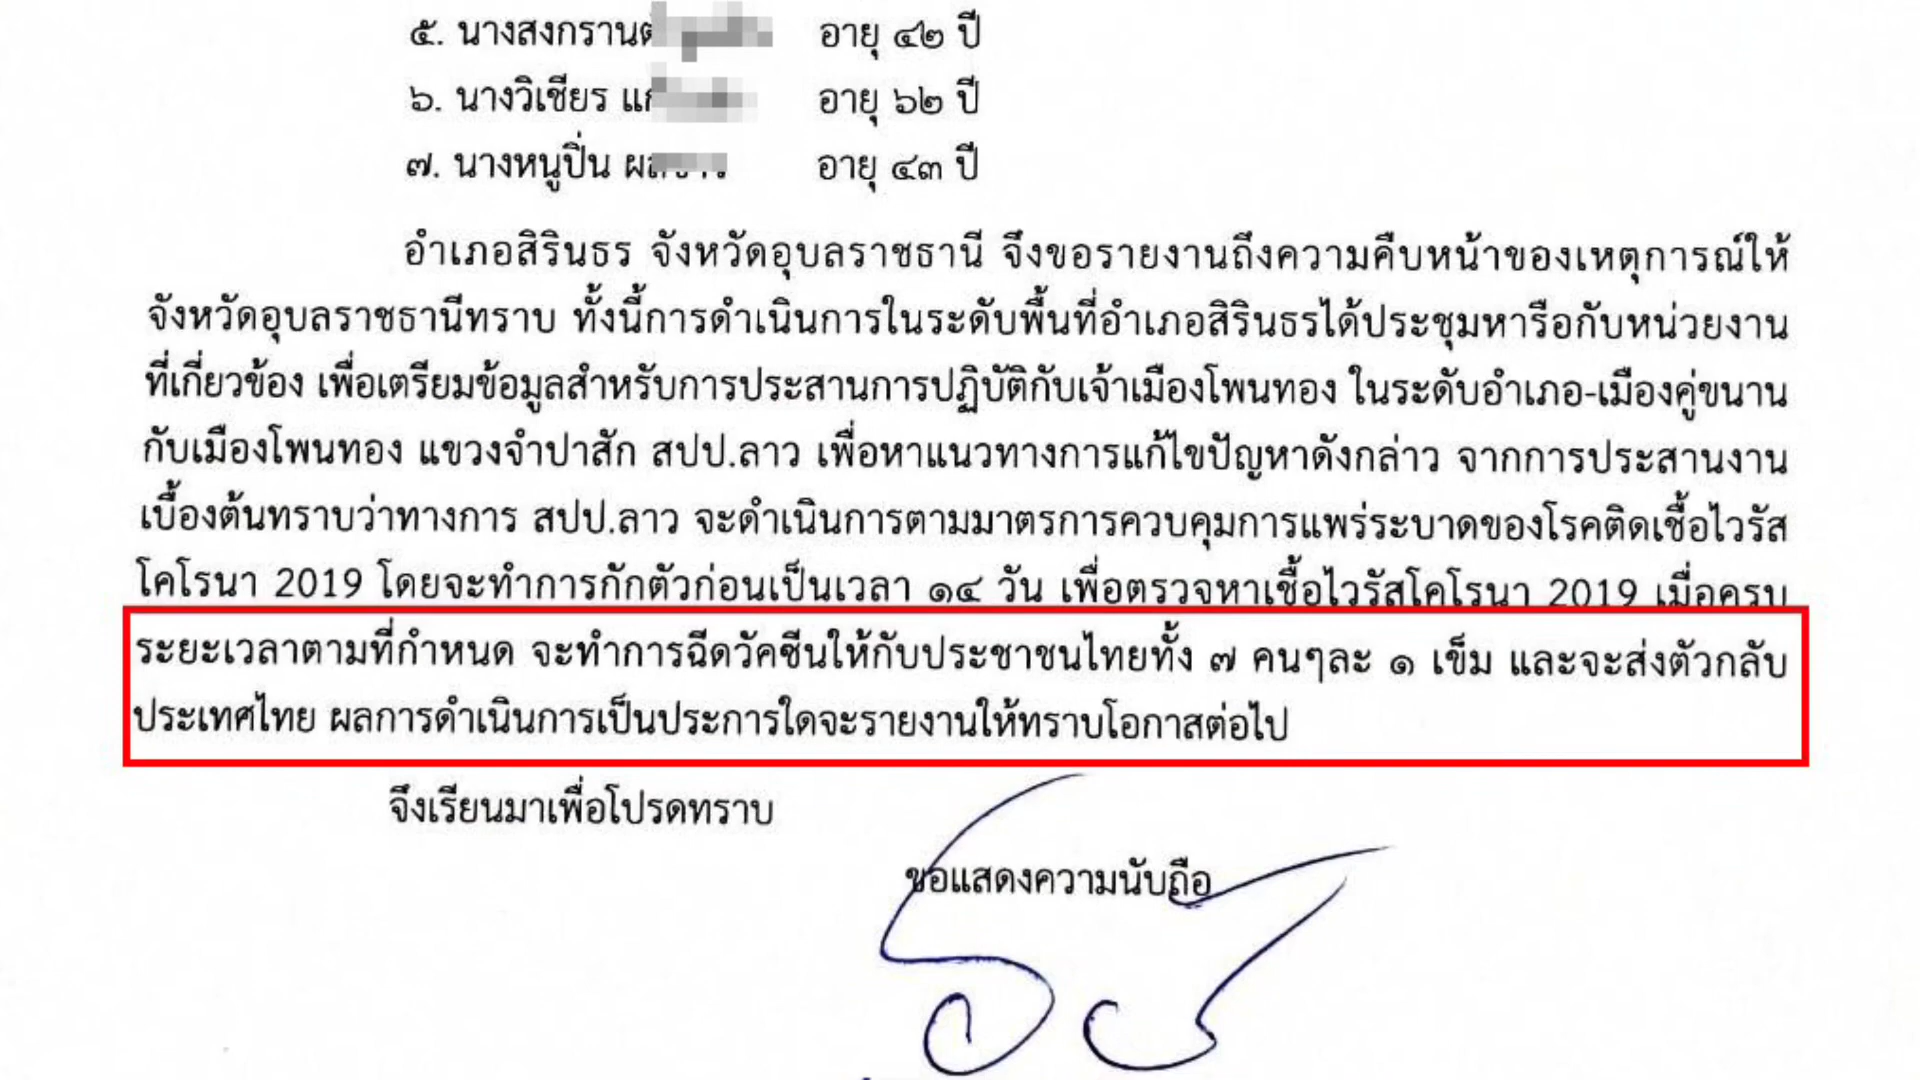 ๕. นางสงกรานต์ อายุ ๔๒ ปี
๖. นางวิเชียร อายุ ๖๒ ปี
๗. นางหนูปิ่น อายุ ๔๓ ปี
อำเภอสิรินธร จังหวัดอุบลราชธานี จึงขอรายงานถึงความคืบหน้าของเหตุการณ์ให้
จังหวัดอุบลราชธานีทราบ ทั้งนี้การดำเนินการในระดับพื้นที่อำเภอสิรินธรได้ประชุมหารือกับหน่วยงาน
ที่เกี่ยวข้อง เพื่อเตรียมข้อมูลสำหรับการประสานการปฏิบัติกับเจ้าเมืองโพนทอง ในระดับอำเภอ-เมืองคู่ขนาน
กับเมืองโพนทอง แขวงจำปาสัก สปป.ลาว เพื่อหาแนวทางการแก้ไขปัญหาดังกล่าว จากการประสานงาน
เบื้องต้นทราบว่าทางการ สปป.ลาว จะดำเนินการตามมาตรการควบคุมการแพร่ระบาดของโรคติดเชื้อไวรัส
โคโรนา 2019 โดยจะทำการกักตัวก่อนเป็นเวลา ๑๔ วัน เพื่อตรวจหาเชื้อไวรัสโคโรนา 2019 เมื่อครบ
ระยะเวลาตามที่กำหนด จะทำการฉีดวัคซีนให้กับประชาชนไทยทั้ง ๗ คนๆละ ๑ เข็ม และจะส่งตัวกลับ
ประเทศไทย ผลการดำเนินการเป็นประการใดจะรายงานให้ทราบโอกาสต่อไป
จึงเรียนมาเพื่อโปรดทราบ
ขอแสดงความนับถือ